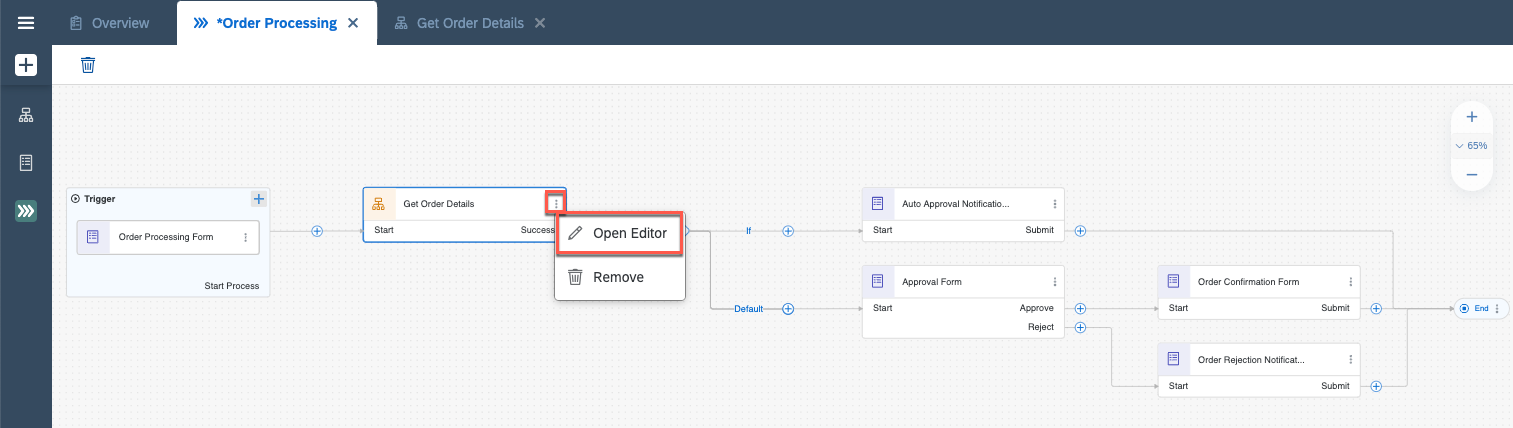 Overview
*Order Processing
Get Order Details
65%
Trigger
Order Processing Form
Start Process
Get Order Details
Start
Success
Open Editor
Remove
If
Default
Auto Approval Notificatio...
Start
Submit
Approval Form
Start
Approve
Reject
Order Confirmation Form
Start
Submit
Order Rejection Notificat...
Start
Submit
End